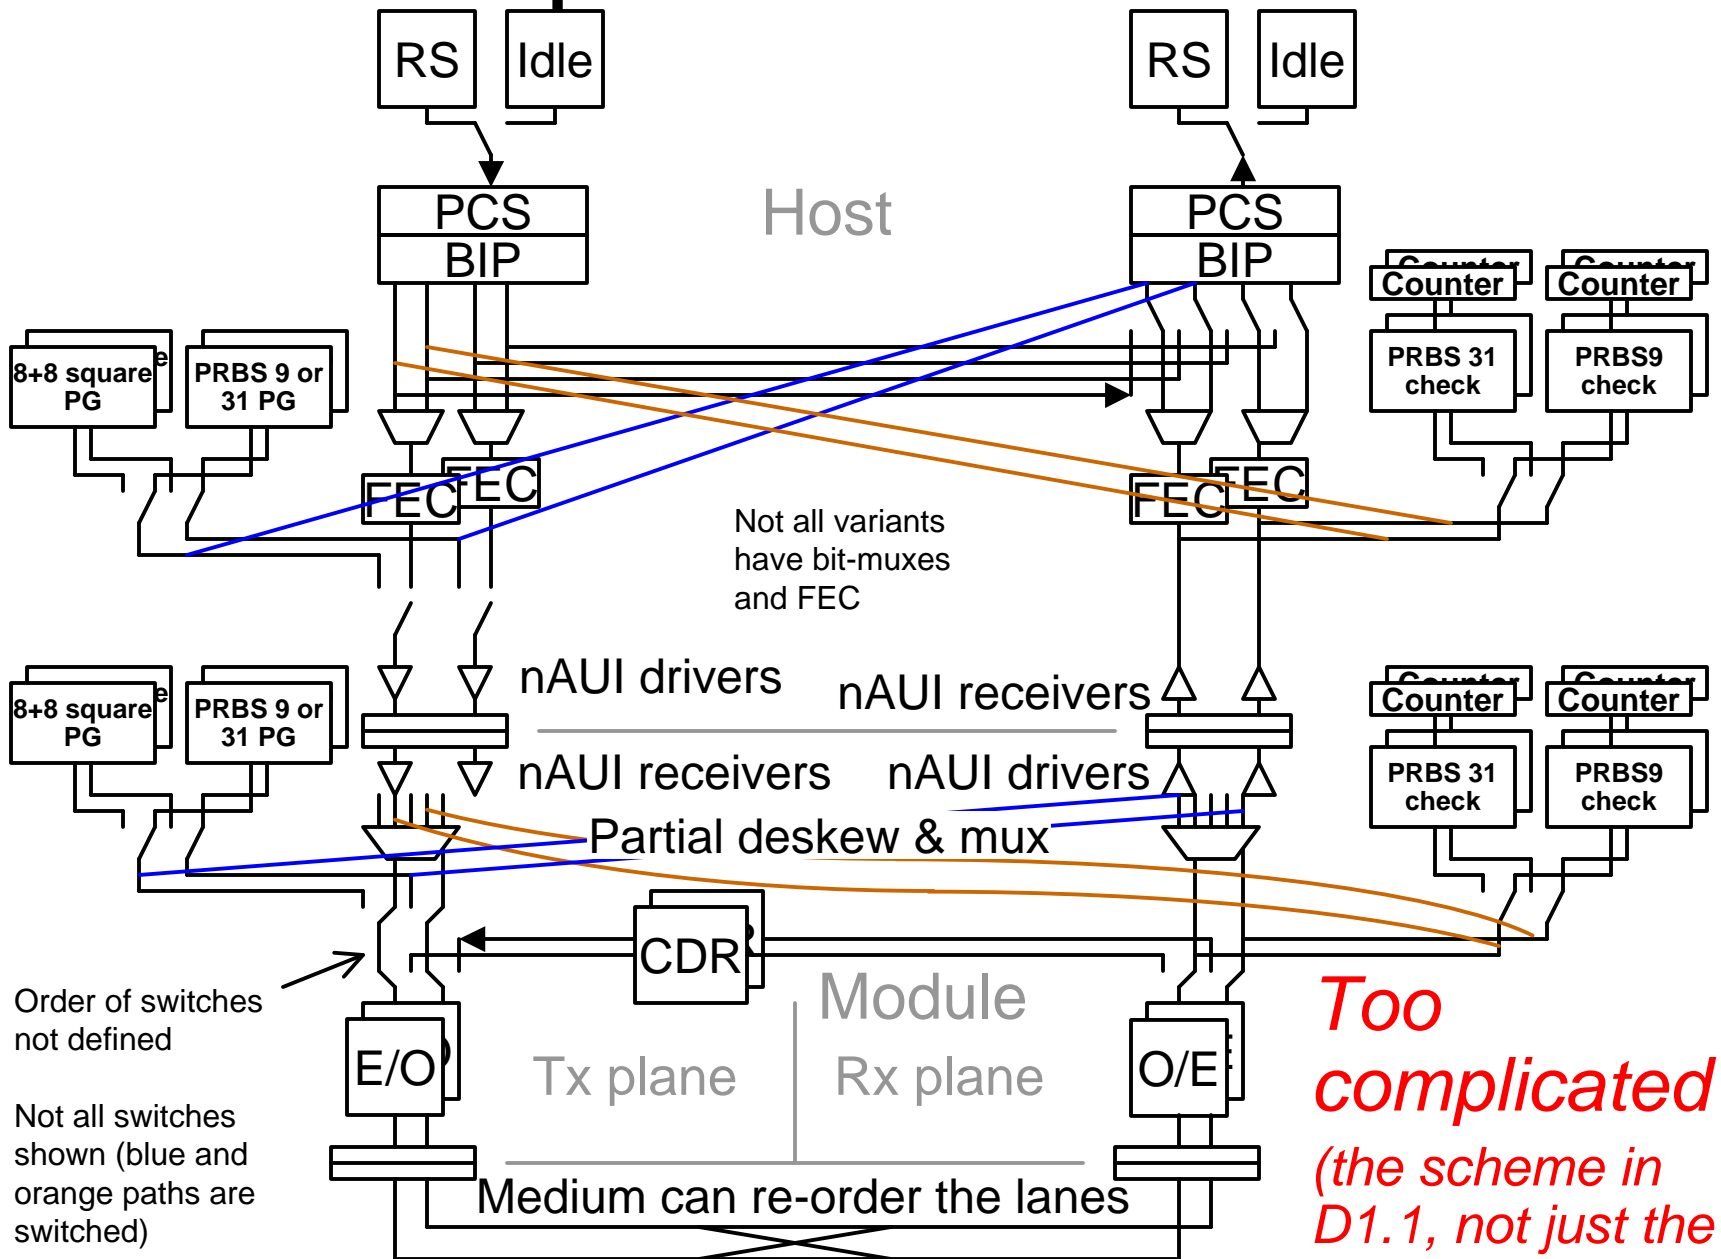 RS
Idle
RS
Idle
PCS
BIP
Host
PCS
BIP
Counter
Counter
Counter
Counter
8+8 square
PG
e
PRBS 9 or
31 PG
PRBS 31
check
PRBS9
check
FEC
FEC
FEC
FEC
Not all variants
have bit-muxes
and FEC
nAUI drivers
nAUI receivers
8+8 square
PG
e
PRBS 9 or
31 PG
Counter
Counter
Counter
Counter
PRBS 31
check
PRBS9
check
nAUI receivers
nAUI drivers
Partial deskew & mux
CDR
Order of switches
not defined
Module
E/O
Tx plane
Rx plane
O/E
Not all switches
shown (blue and
orange paths are
switched)
Medium can re-order the lanes
Too
complicated
(the scheme in
D1.1, not just the